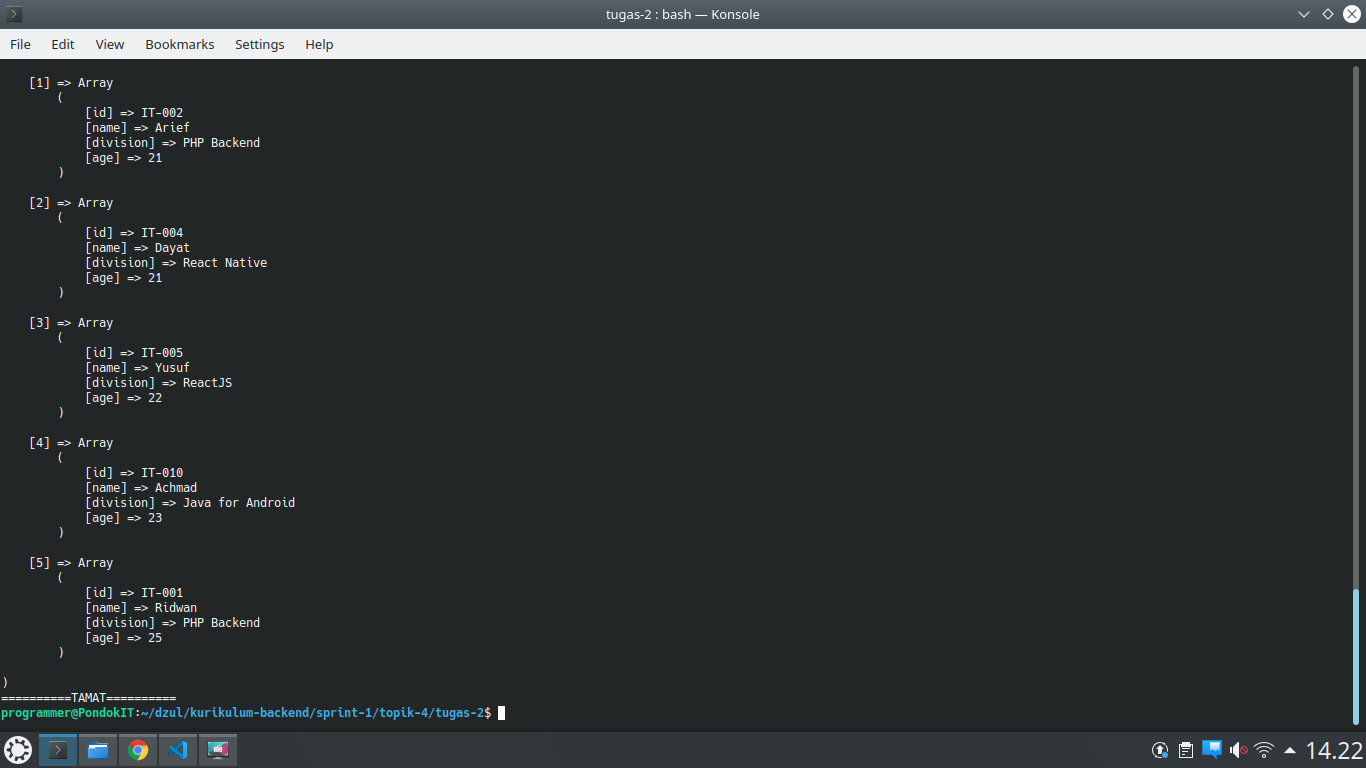 tugas-2 : bash — Konsole
File Edit View Bookmarks Settings Help
[1] => Array
(
[id] => IT-002
[name] => Arief
[division] => PHP Backend
[age] => 21
)
[2] => Array
(
[id] => IT-004
[name] => Dayat
[division] => React Native
[age] => 21
)
[3] => Array
(
[id] => IT-005
[name] => Yusuf
[division] => ReactJS
[age] => 22
)
[4] => Array
(
[id] => IT-010
[name] => Achmad
[division] => Java for Android
[age] => 23
)
[5] => Array
(
[id] => IT-001
[name] => Ridwan
[division] => PHP Backend
[age] => 25
)
)
==========TAMAT==========
programmer@PondokIT:~/dzul/kurikulum-backend/sprint-1/topik-4/tugas-2$
14.22